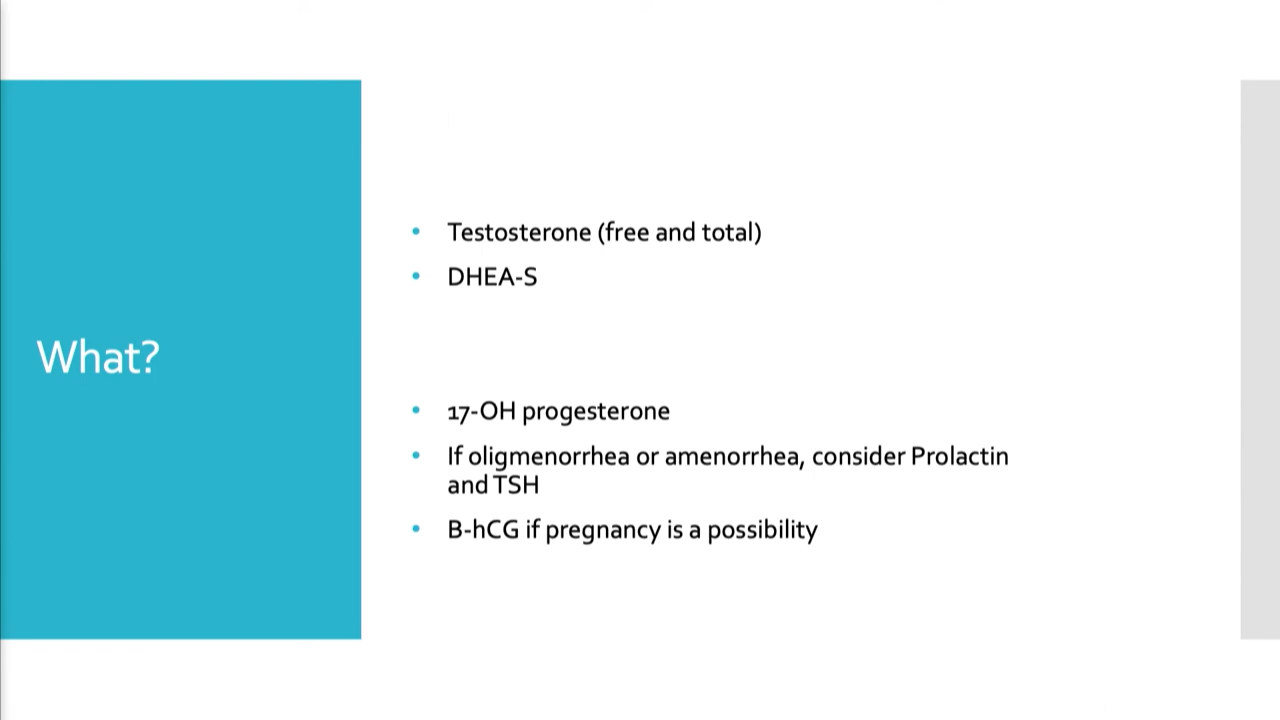 What?
• Testosterone (free and total)
• DHEA-S
• 17-OH progesterone
• If oligmenorrhea or amenorrhea, consider Prolactin
and TSH
• B-hCG if pregnancy is a possibility